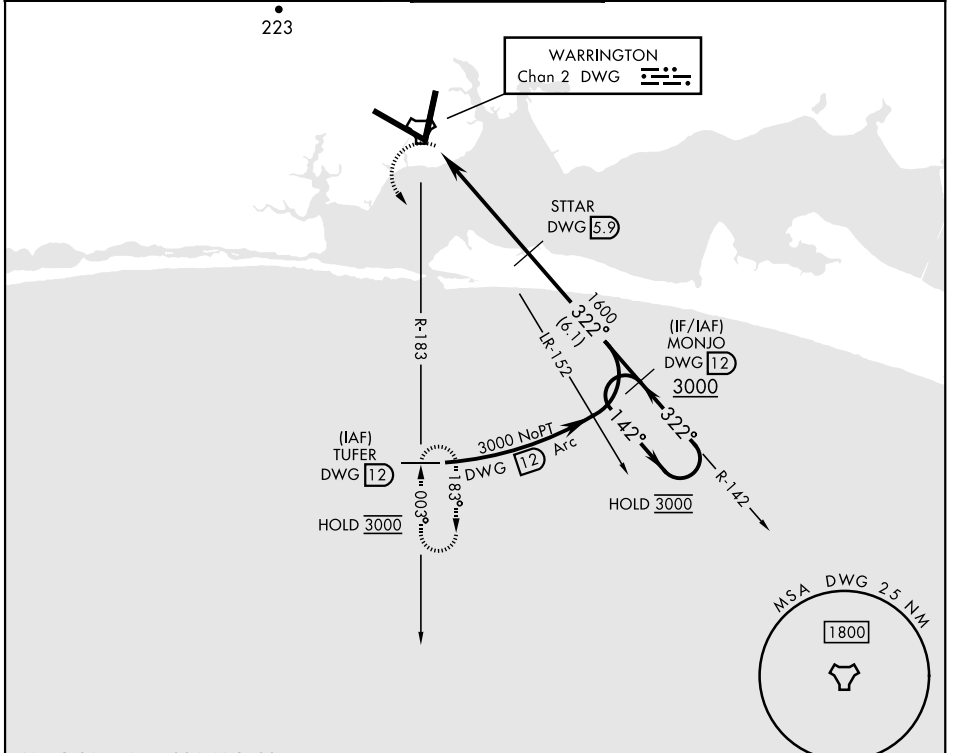 223
WARRINGTON
Chan 2 DWG
STTAR
DWG 5.9
1600
322°
(6.1)
R-183
LR-152
(IF/IAF)
MONJO
DWG 12
3000
(IAF)
TUFER
DWG 12
3000 NoPT
Arc
DWG 12
142°
322°
R-142
HOLD 3000
003°
183°
HOLD 3000
MSA DWG 25 NM
1800